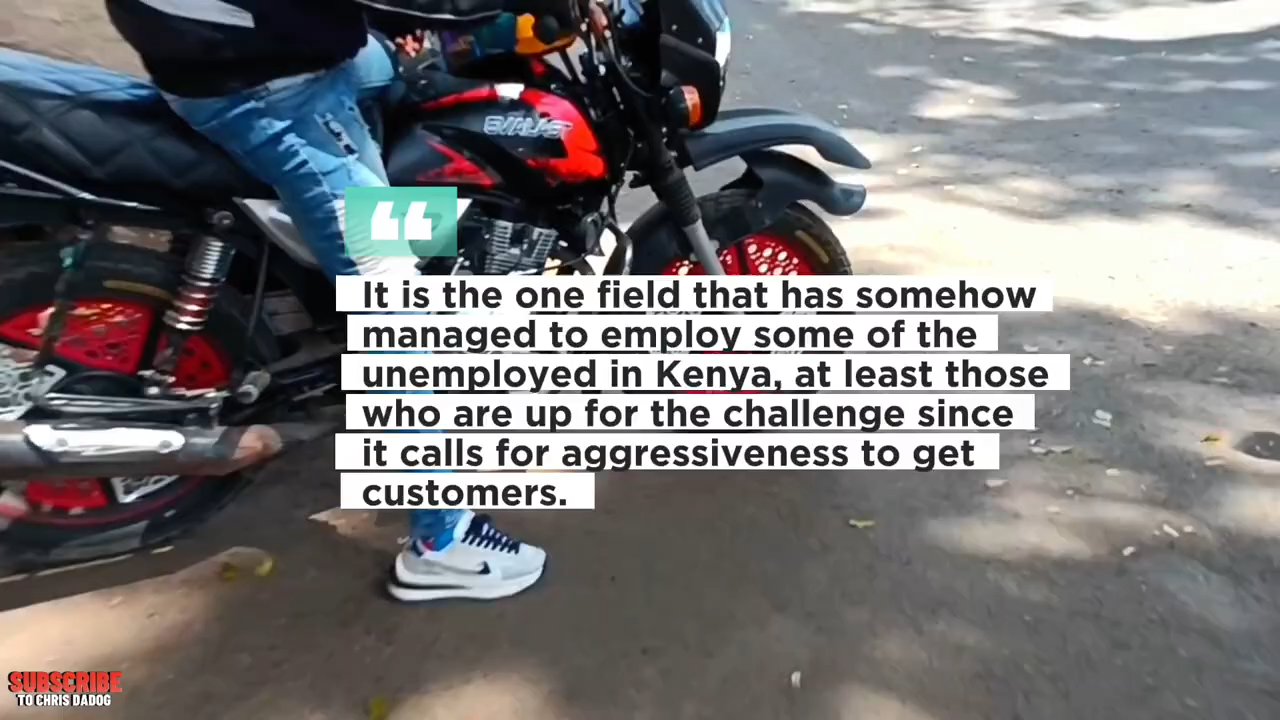 It is the one field that has somehow
managed to employ some of the
unemployed in Kenya, at least those
who are up for the challenge since
it calls for aggressiveness to get
customers.
SUBSCRIBE
TO CHRIS DADOG